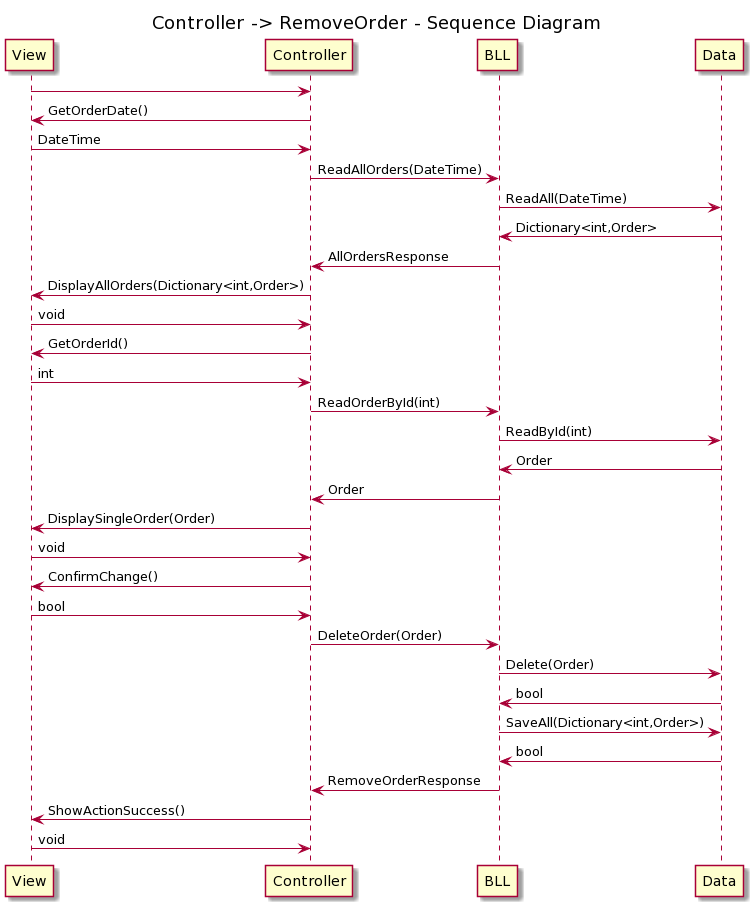 Controller -> RemoveOrder - Sequence Diagram
View Controller BLL Data
GetOrderDate()
DateTime
ReadAllOrders(DateTime)
ReadAll(DateTime)
Dictionary<int,Order>
AllOrdersResponse
DisplayAllOrders(Dictionary<int,Order>)
void
GetOrderId()
int
ReadOrderById(int)
ReadById(int)
Order
Order
DisplaySingleOrder(Order)
void
ConfirmChange()
bool
DeleteOrder(Order)
Delete(Order)
bool
SaveAll(Dictionary<int,Order>)
bool
RemoveOrderResponse
ShowActionSuccess()
void
View Controller BLL Data